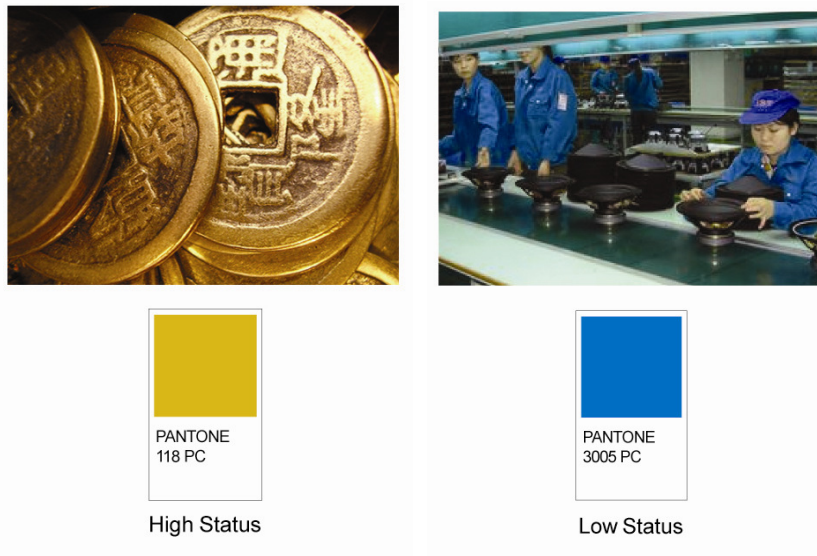 PANTONE
118 PC
High Status
PANTONE
3005 PC
Low Status